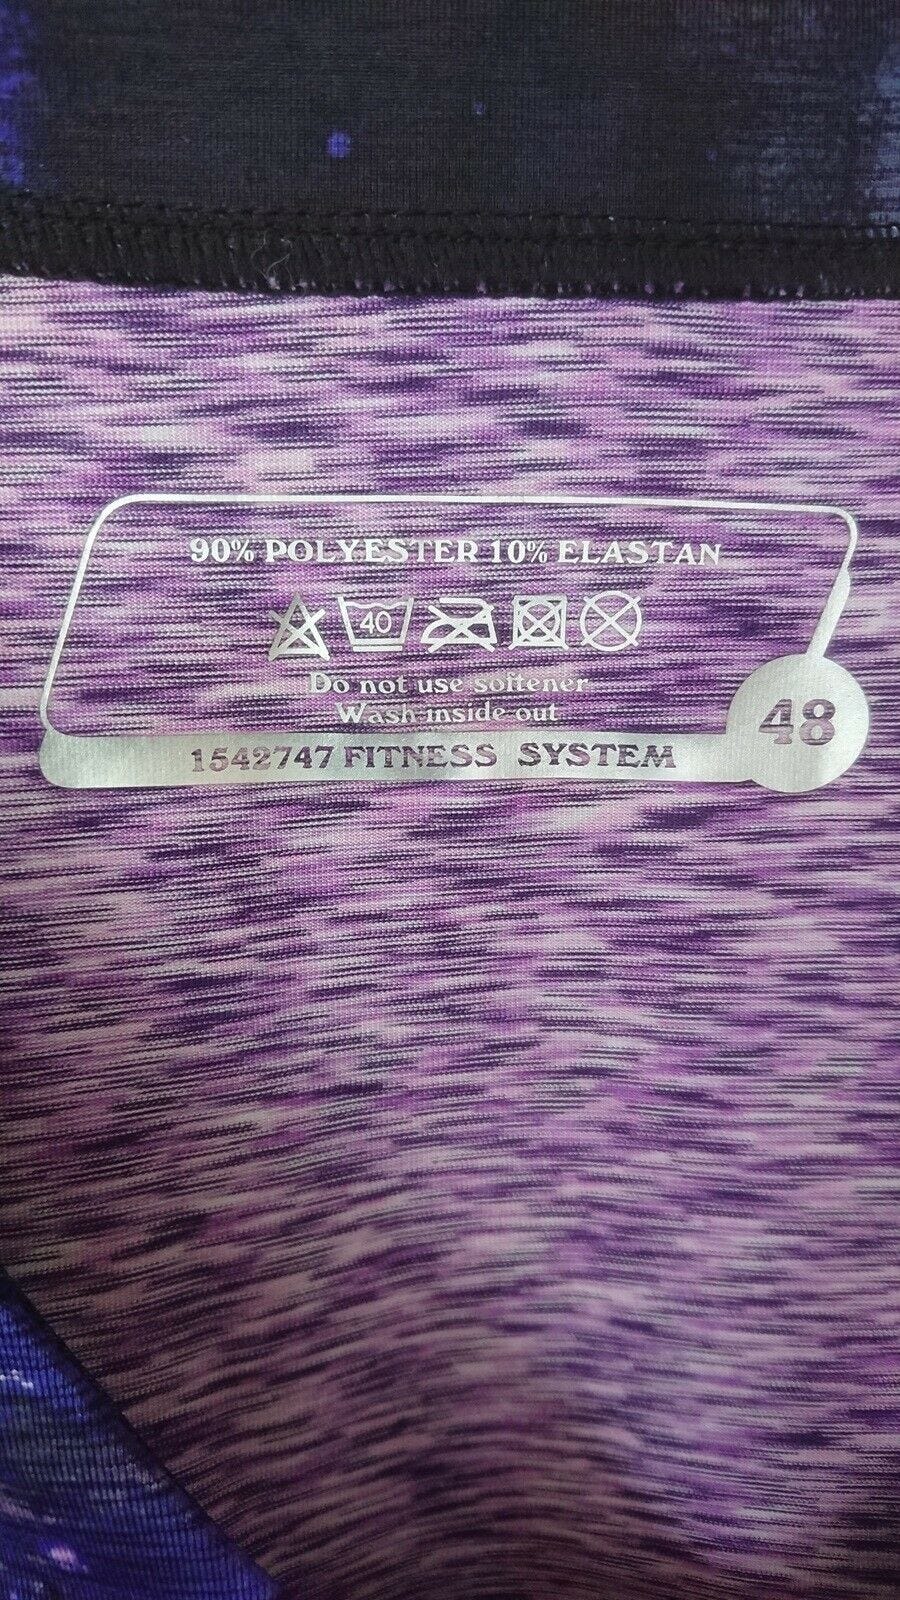 90% POLYESTER 10% ELASTAN
40
Do not use softener
Wash inside out
1542747 FITNESS SYSTEM
48